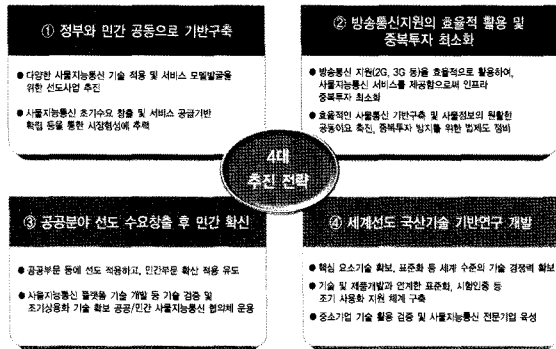 ① 정부와 민간 공동으로 기반구축
● 다양한 사물지능통신 기술 적용 및 서비스 모델발굴을
위한 선도사업 추진
● 사물지능통신 초기수요 창출 및 서비스 공급기반
확립 등을 통한 시장형성에 주력
② 방송통신자원의 효율적 활용 및
중복투자 최소화
● 방송통신 자원(2G, 3G 등)을 효율적으로 활용하여,
사물지능통신 서비스를 제공함으로써 인프라
중복투자 최소화
● 효율적인 사물통신 기반구축 및 사물정보의 원활한
공동이요 촉진, 중복투자 방지를 위한 법제도 정비
4대
추진 전략
③ 공공분야 선도 수요창출 후 민간 확산
● 공공부문 등에 선도 적용하고, 민간부문 확산 적용 유도
● 사물지능통신 플랫폼 기술 개발 등 기술 검증 및
조기상용화 기술 확보 공공/민간 사물지능통신 협의체 운용
④ 세계선도 국산기술 기반연구 개발
● 핵심 요소기술 확보, 표준화 등 세계 수준의 기술 경쟁력 확보
● 기술 및 제품개발과 연계한 표준화, 시험인증 등
조기 사용화 지원 체계 구축
● 중소기업 기술 활용 검증 및 사물지능통신 전문기업 육성